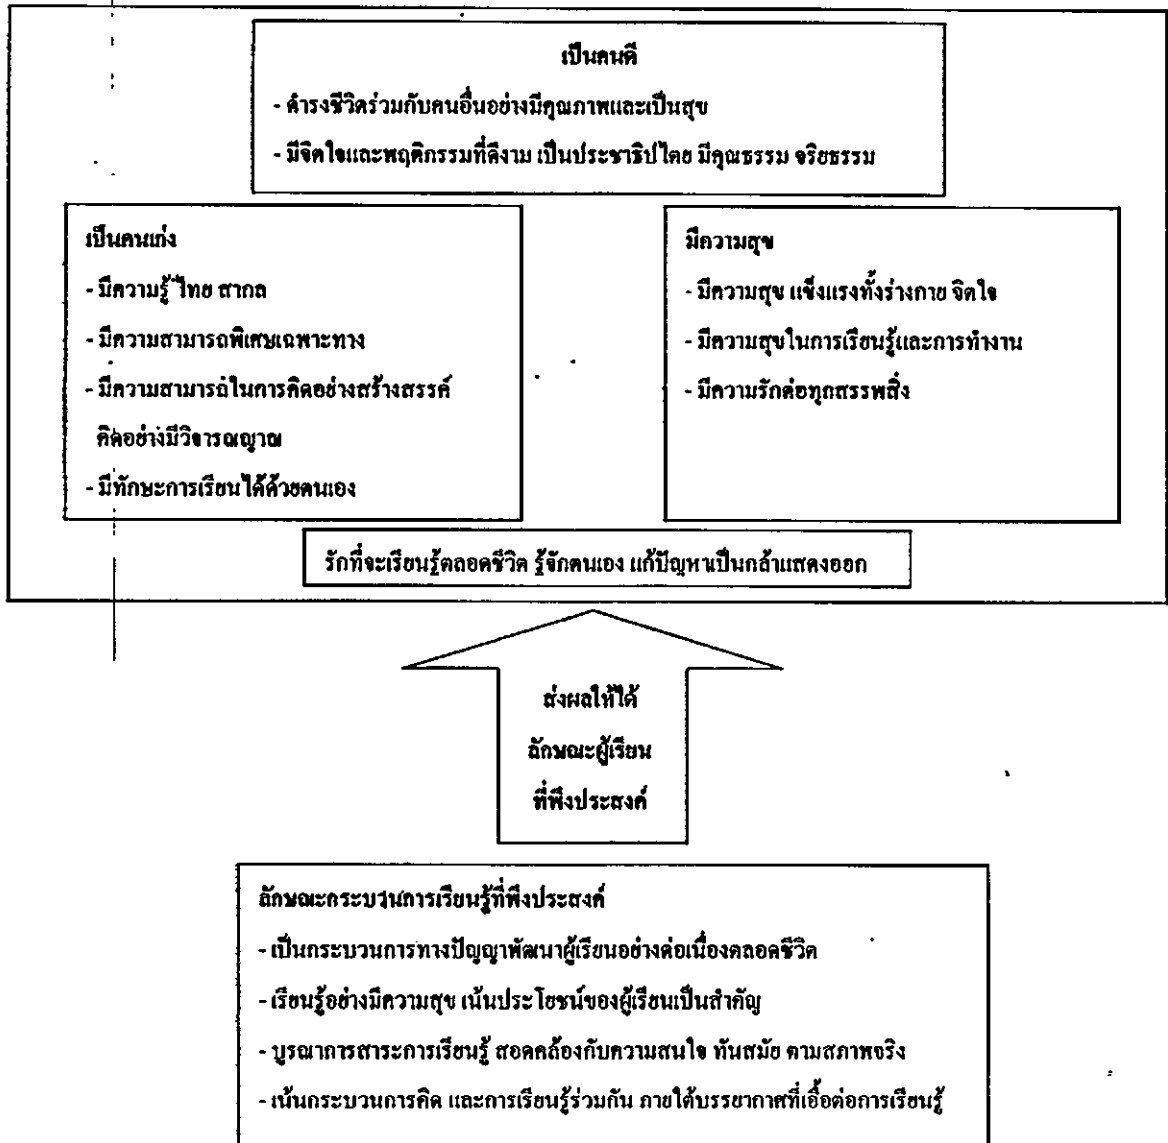 เป็นคนดี
- ดำรงชีวิตร่วมกับคนอื่นอย่างมีคุณภาพและเป็นสุข
- มีจิตใจและพฤติกรรมที่ดีงาม เป็นประชาธิปไตย มีคุณธรรม จริยธรรม
เป็นคนเก่ง
- มีความรู้ ไทย สากล
- มีความสามารถพิเศษเฉพาะทาง
- มีความสามารถในการคิดอย่างสร้างสรรค์
คิดอย่างมีวิจารณญาณ
- มีทักษะการเรียนได้ด้วยตนเอง
มีความสุข
- มีความสุข แข็งแรงทั้งร่างกาย จิตใจ
- มีความสุขในการเรียนรู้และการทำงาน
- มีความรักต่อทุกสรรพสิ่ง
รักที่จะเรียนรู้ตลอดชีวิต รู้จักตนเอง แก้ปัญหาเป็นกล้าแสดงออก
ส่งผลให้ได้
ลักษณะผู้เรียน
ที่พึงประสงค์
ลักษณะกระบวนการเรียนรู้ที่พึงประสงค์
- เป็นกระบวนการทางปัญญาพัฒนาผู้เรียนอย่างต่อเนื่องตลอดชีวิต
- เรียนรู้อย่างมีความสุข เน้นประโยชน์ของผู้เรียนเป็นสำคัญ
- บูรณาการสาระการเรียนรู้ สอดคล้องกับความสนใจ ทันสมัย ตามสภาพจริง
- เน้นกระบวนการคิด และการเรียนรู้ร่วมกัน ภายใต้บรรยากาศที่เอื้อต่อการเรียนรู้